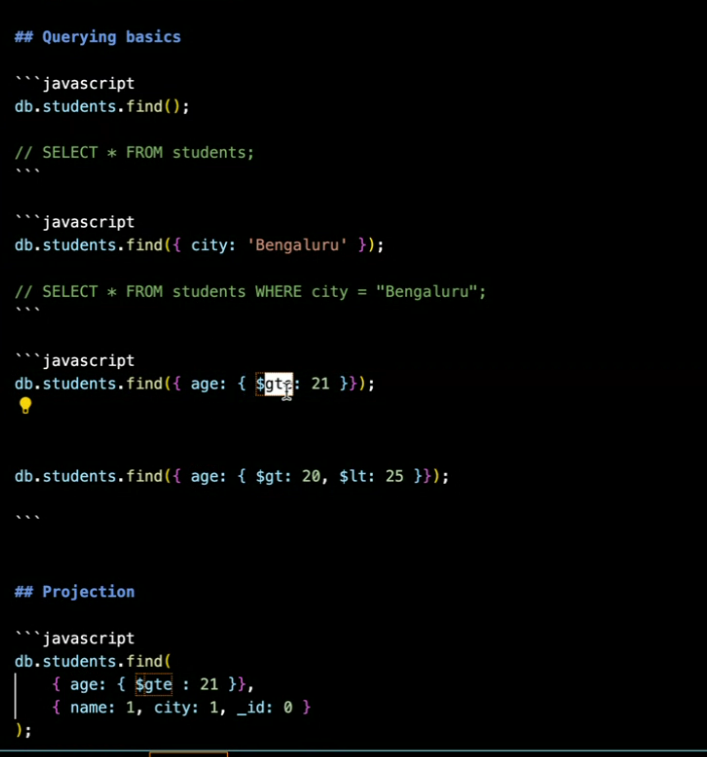 ## Querying basics
```javascript
db.students.find();
// SELECT * FROM students;
```
```javascript
db.students.find({ city: 'Bengaluru' });
// SELECT * FROM students WHERE city = "Bengaluru";
```
```javascript
db.students.find({ age: { $gte: 21 }});
db.students.find({ age: { $gt: 20, $lt: 25 }});
```
## Projection
```javascript
db.students.find(
    { age: { $gte : 21 }},
    { name: 1, city: 1, _id: 0 }
);